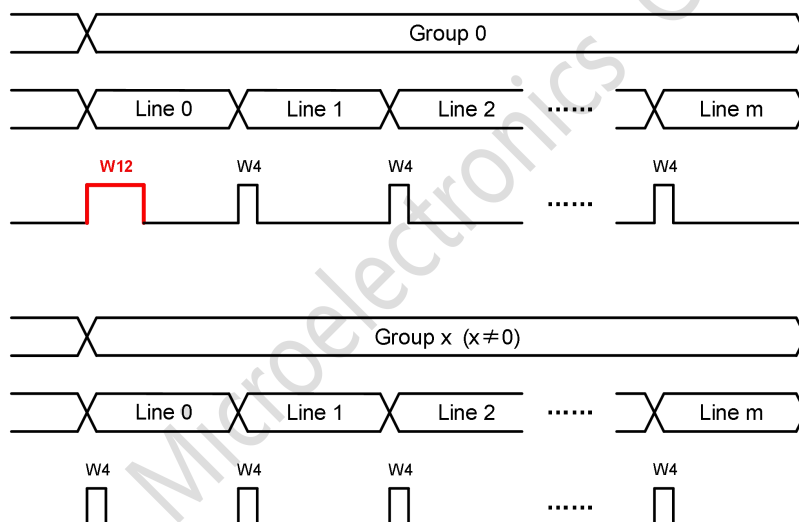 Group 0
Line 0 Line 1 Line 2 ...... Line m
W12 W4 W4 W4
......
Group x (x≠0)
Line 0 Line 1 Line 2 ...... Line m
W4 W4 W4 W4
......
Microelectronics